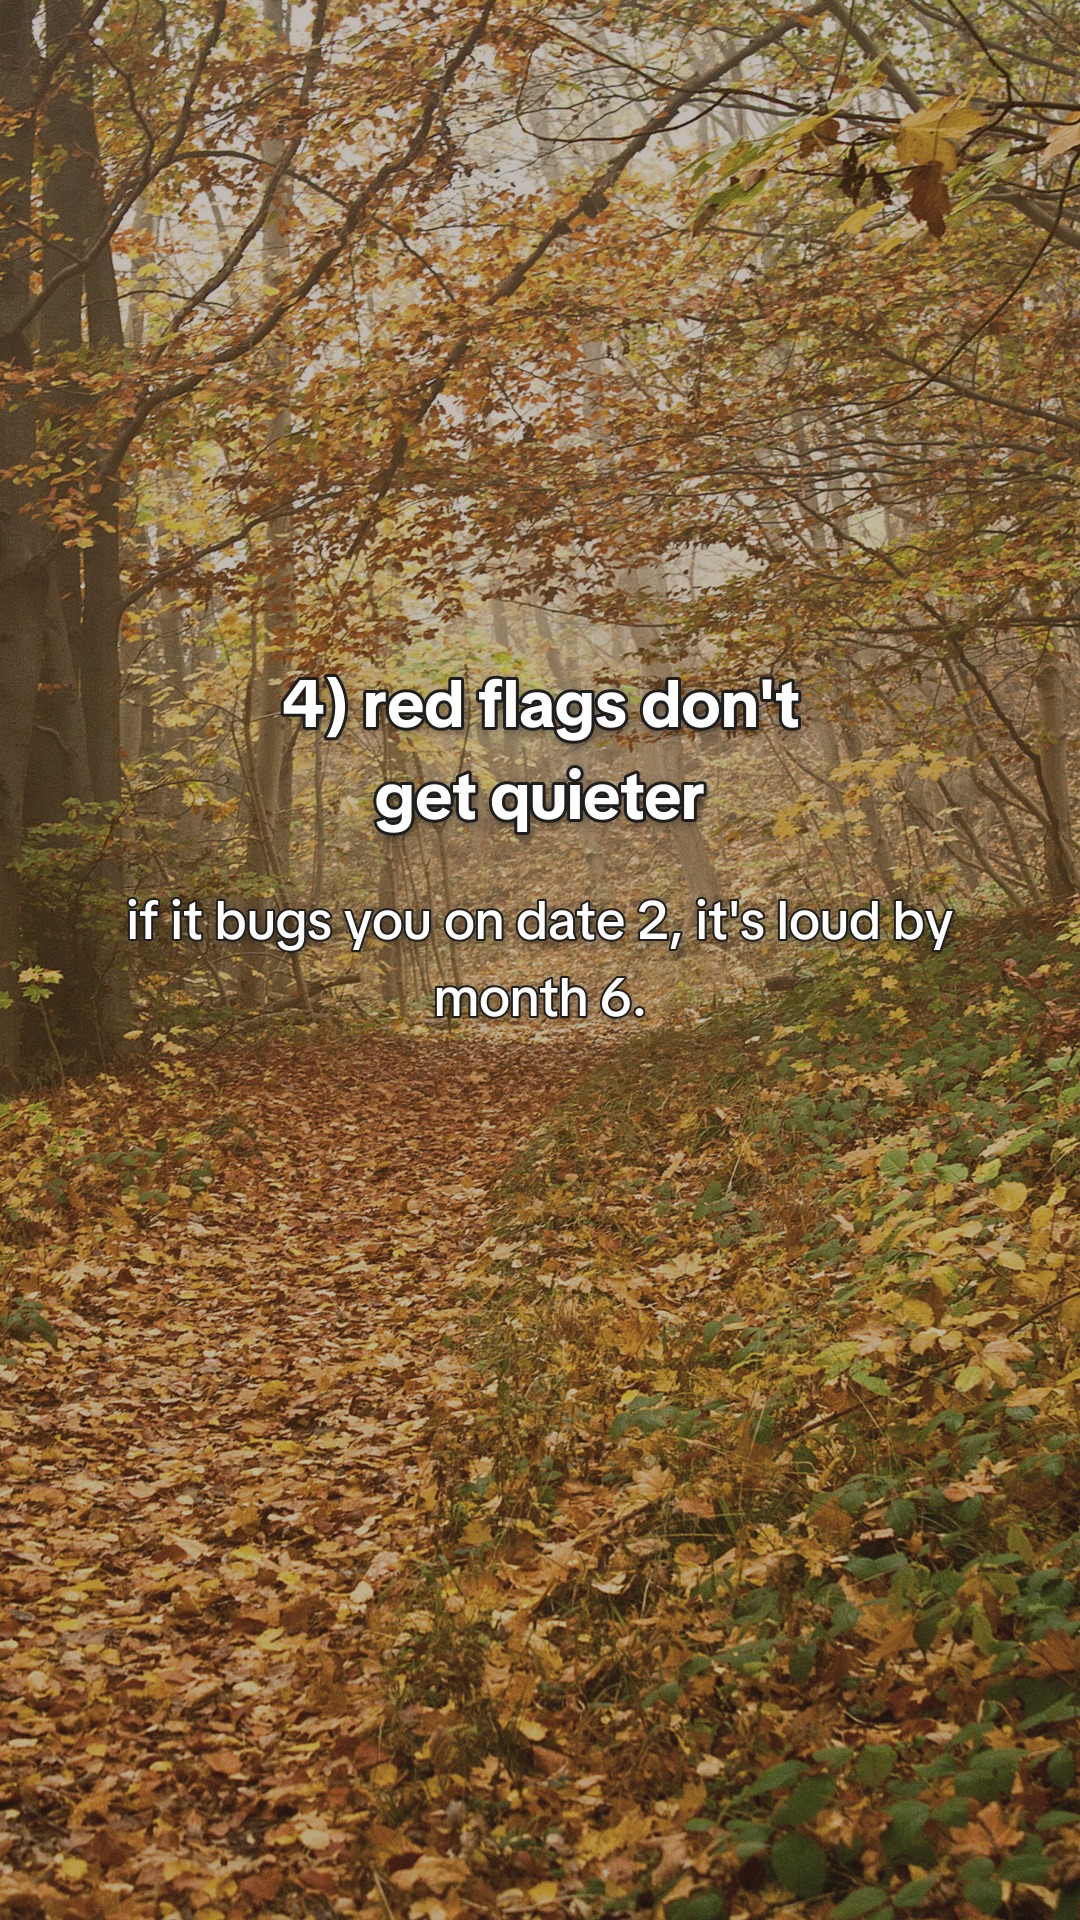 4) red flags don't
get quieter
if it bugs you on date 2, it's loud by
month 6.